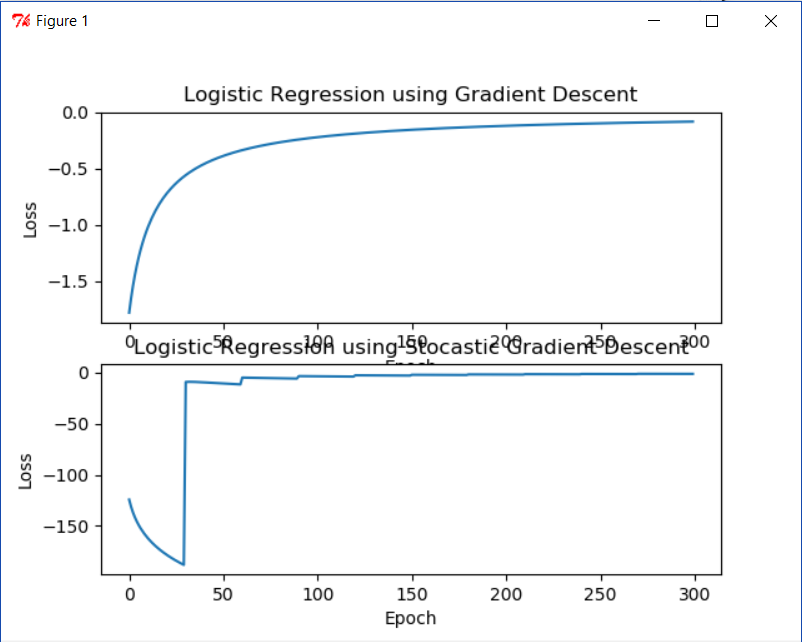 Figure 1
Logistic Regression using Gradient Descent
0.0
−0.5
−1.0
−1.5
Loss
0 50 100 150 200 250 300
Epoch
Logistic Regression using Stocastic Gradient Descent
0
−50
−100
−150
Loss
0 50 100 150 200 250 300
Epoch